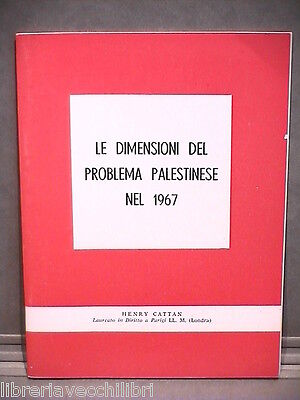 LE DIMENSIONI DEL
PROBLEMA PALESTINESE
NEL 1967
HENRY CATTAN
Laureato in Diritto a Parigi LL. M. (Londra)
libreriavecchilibri